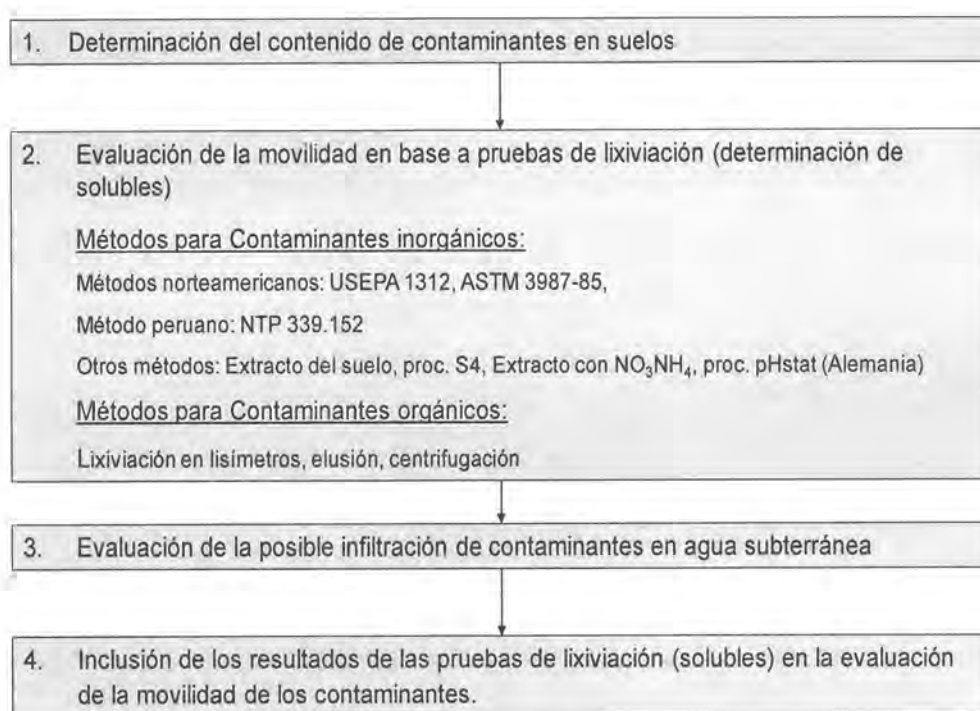 1. Determinación del contenido de contaminantes en suelos
2. Evaluación de la movilidad en base a pruebas de lixiviación (determinación de
solubles)
Métodos para Contaminantes inorgánicos:
Métodos norteamericanos: USEPA 1312, ASTM 3987-85,
Método peruano: NTP 339.152
Otros métodos: Extracto del suelo, proc. S4, Extracto con NO₃NH₄, proc. pHstat (Alemania)
Métodos para Contaminantes orgánicos:
Lixiviación en lisímetros, elusión, centrifugación
3. Evaluación de la posible infiltración de contaminantes en agua subterránea
4. Inclusión de los resultados de las pruebas de lixiviación (solubles) en la evaluación
de la movilidad de los contaminantes.